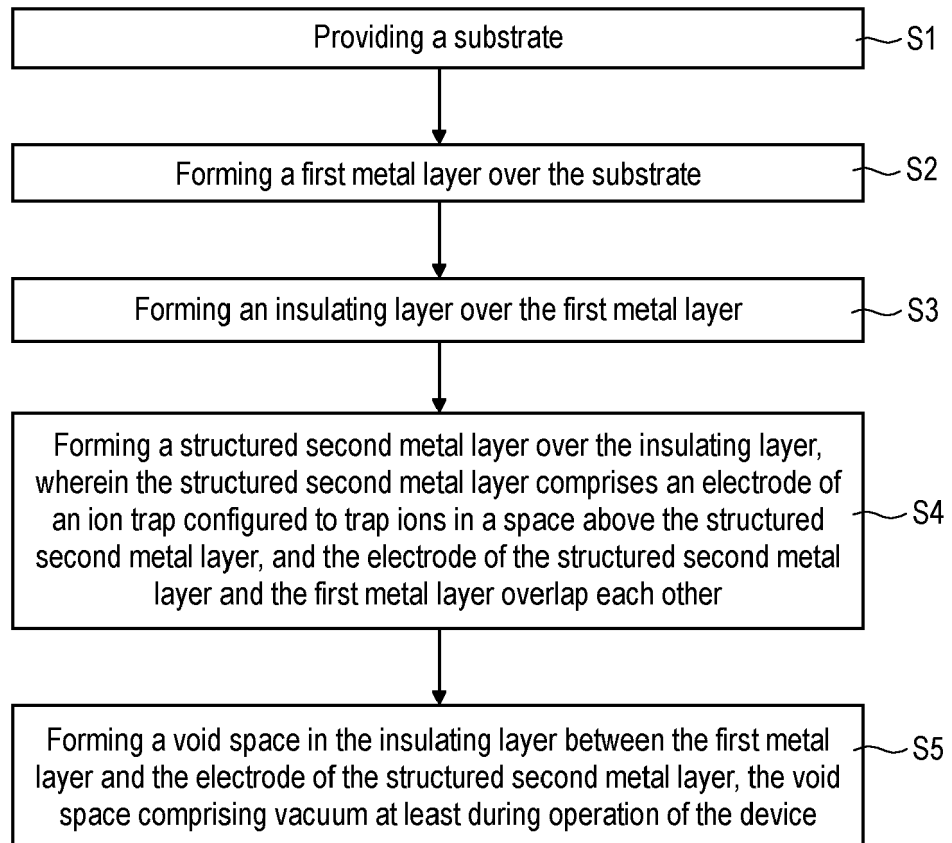 Providing a substrate
S1
Forming a first metal layer over the substrate
S2
Forming an insulating layer over the first metal layer
S3
Forming a structured second metal layer over the insulating layer,
wherein the structured second metal layer comprises an electrode of
an ion trap configured to trap ions in a space above the structured
second metal layer, and the electrode of the structured second metal
layer and the first metal layer overlap each other
S4
Forming a void space in the insulating layer between the first metal
layer and the electrode of the structured second metal layer, the void
space comprising vacuum at least during operation of the device
S5